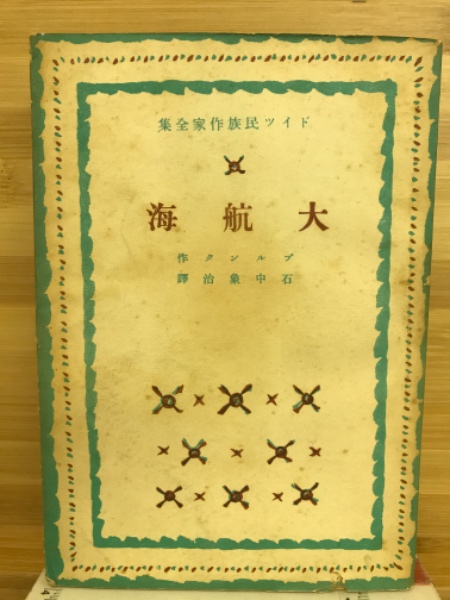 ドイツ民族作家全集
大航海
ブルンク作
石中象治譯